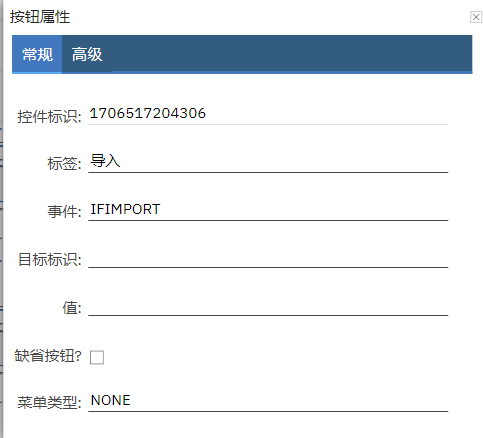 按钮属性
常规 高级
控件标识: 1706517204306
标签: 导入
事件: IFIMPORT
目标标识:
值:
缺省按钮?
菜单类型: NONE